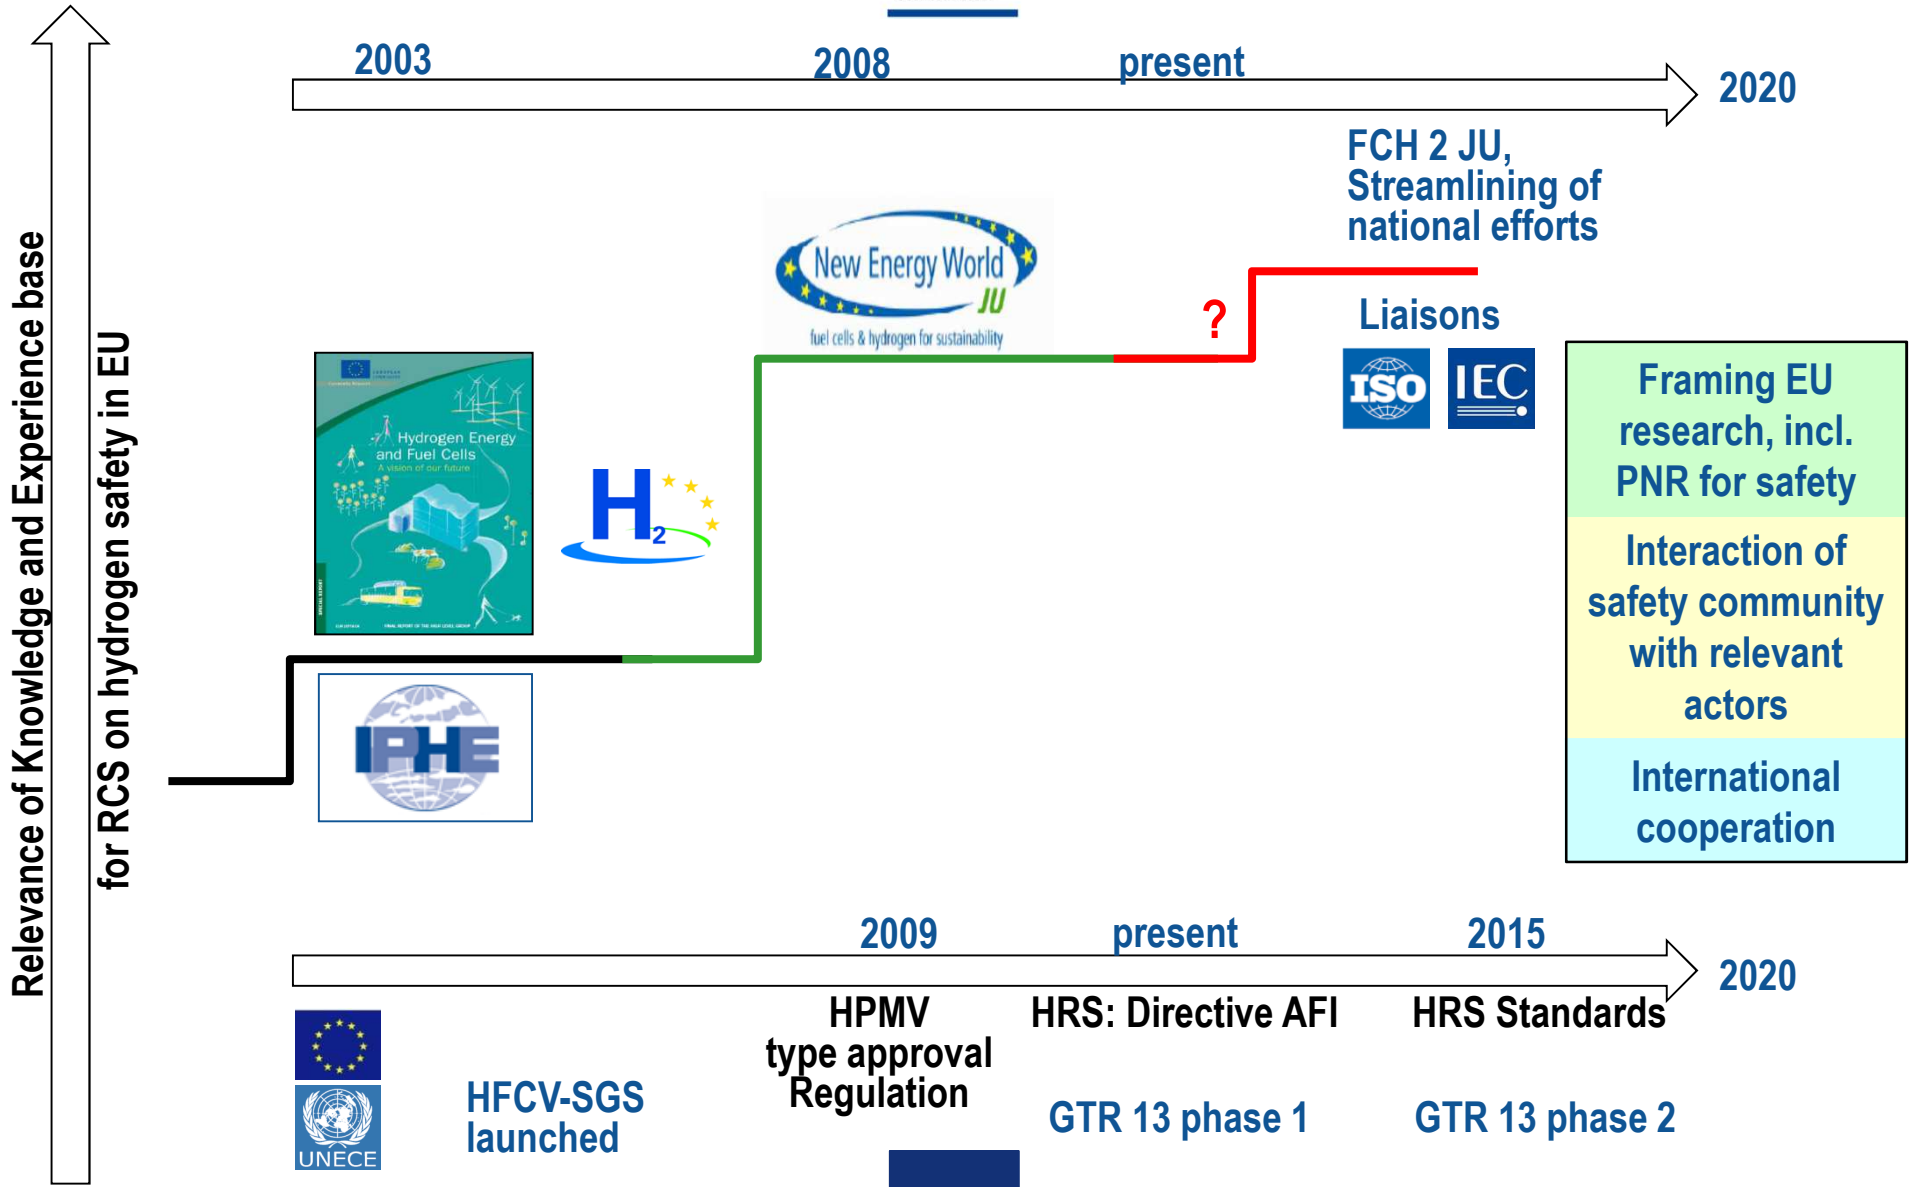 2003
2008
present
2020
Relevance of Knowledge and Experience base
for RCS on hydrogen safety in EU
FCH 2 JU,
Streamlining of
national efforts
New Energy World
JU
fuel cells & hydrogen for sustainability
?
Liaisons
ISO
IEC
Hydrogen Energy
and Fuel Cells
A vision of our future
H2
IPHE
Framing EU
research, incl.
PNR for safety
Interaction of
safety community
with relevant
actors
International
cooperation
2009
present
2015
2020
HPMV
type approval
Regulation
HRS: Directive AFI
HRS Standards
HFCV-SGS
launched
GTR 13 phase 1
GTR 13 phase 2
UNECE